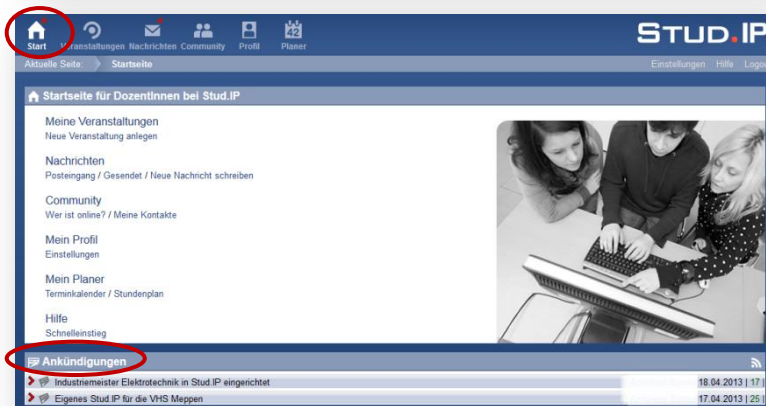 STUD.IP
42
Start Veranstaltungen Nachrichten Community Profil Planer
Aktuelle Seite: Startseite
Einstellungen Hilfe
Startseite für DozentInnen bei Stud.IP
Meine Veranstaltungen
Neue Veranstaltung anlegen
Nachrichten
Posteingang / Gesendet / Neue Nachricht schreiben
Community
Wer ist online? / Meine Kontakte
Mein Profil
Einstellungen
Mein Planer
Terminkalender / Stundenplan
Hilfe
Schnelleinstieg
Ankündigungen
Industriemeister Elektrotechnik in Stud.IP eingerichtet 18.04.2013 | 17 |
Eigenes Stud.IP für die VHS Meppen 17.04.2013 | 25 |